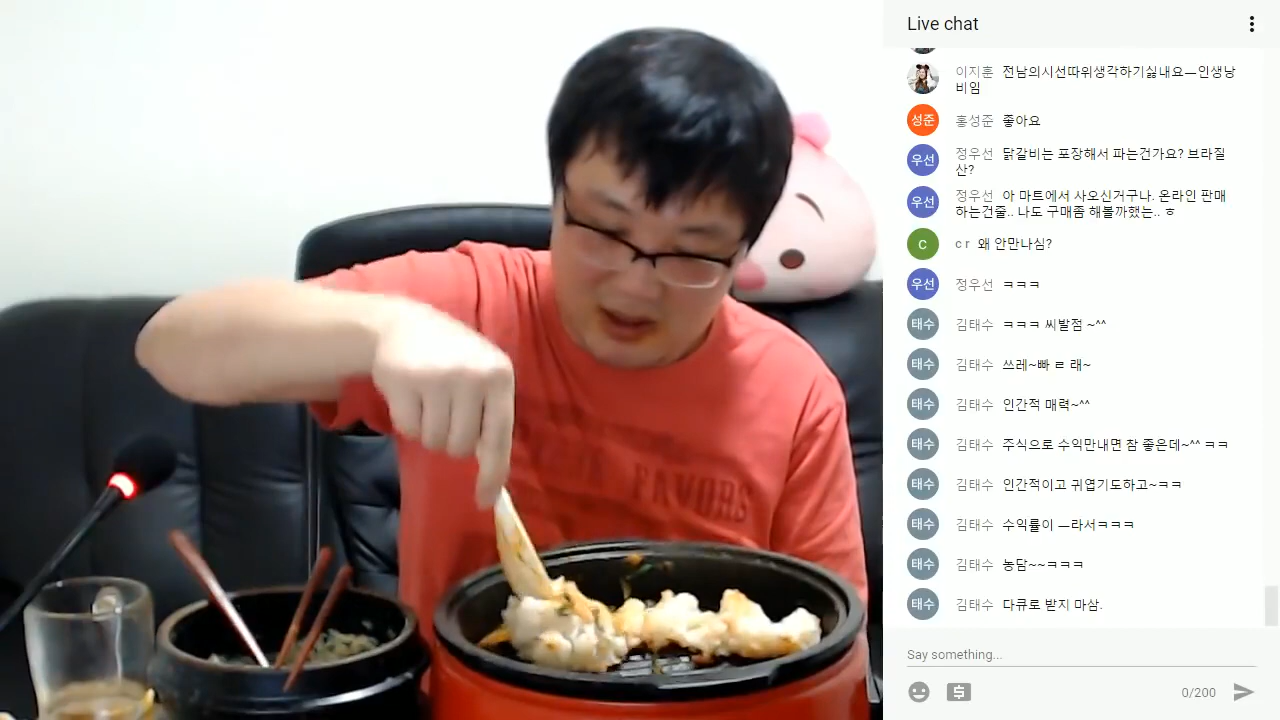 Live chat
이지훈 전남의시선따위생각하기싫내요ㅡ인생낭
비임
성준
홍성준 좋아요
우선
정우선 닭갈비는 포장해서 파는건가요? 브라질
산?
우선
정우선 아 마트에서 사오신거구나. 온라인 판매
하는건줄.. 나도 구매좀 해볼까했는.. ㅎ
C
c r 왜 안만나심?
우선
정우선 ㅋㅋㅋ
태수
김태수 ㅋㅋㅋ 씨발점 ~^^
태수
김태수 쓰레~빠 ㄹ 래~
태수
김태수 인간적 매력~^^
태수
김태수 주식으로 수익만내면 참 좋은데~^^ ㅋㅋ
태수
김태수 인간적이고 귀엽기도하고~ㅋㅋ
태수
김태수 수익률이 ㅡ라서ㅋㅋㅋ
태수
김태수 농담~~ㅋㅋㅋ
태수
김태수 다큐로 받지 마삼.
Say something...
0/200
FAVORS